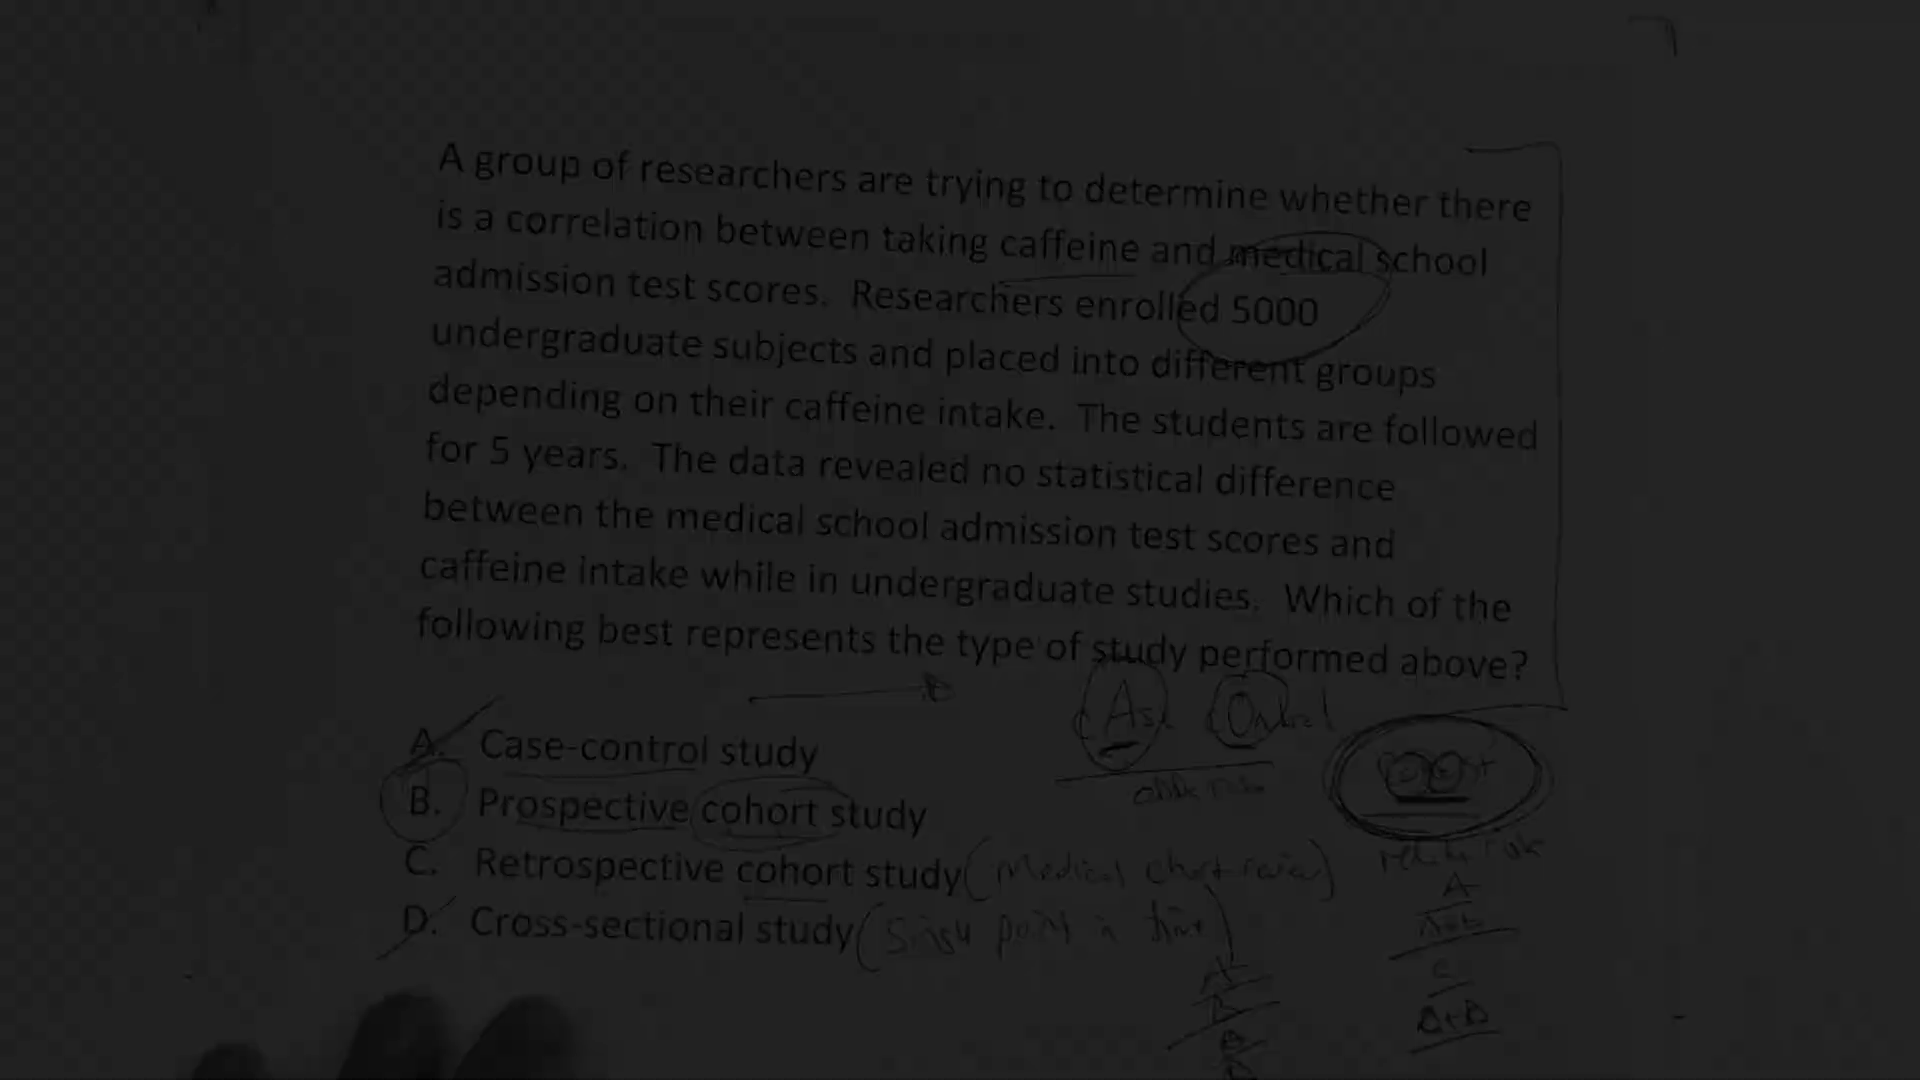 A group of researchers are trying to determine whether there
is a correlation between taking caffeine and medical school
admission test scores. Researchers enrolled 5000
undergraduate subjects and placed into different groups
depending on their caffeine intake. The students are followed
for 5 years. The data revealed no statistical difference
between the medical school admission test scores and
caffeine intake while in undergraduate studies. Which of the
following best represents the type of study performed above?
A. Case-control study
B. Prospective cohort study
C. Retrospective cohort study (Medical chart
D. Cross-sectional study ( point in time)
A
C